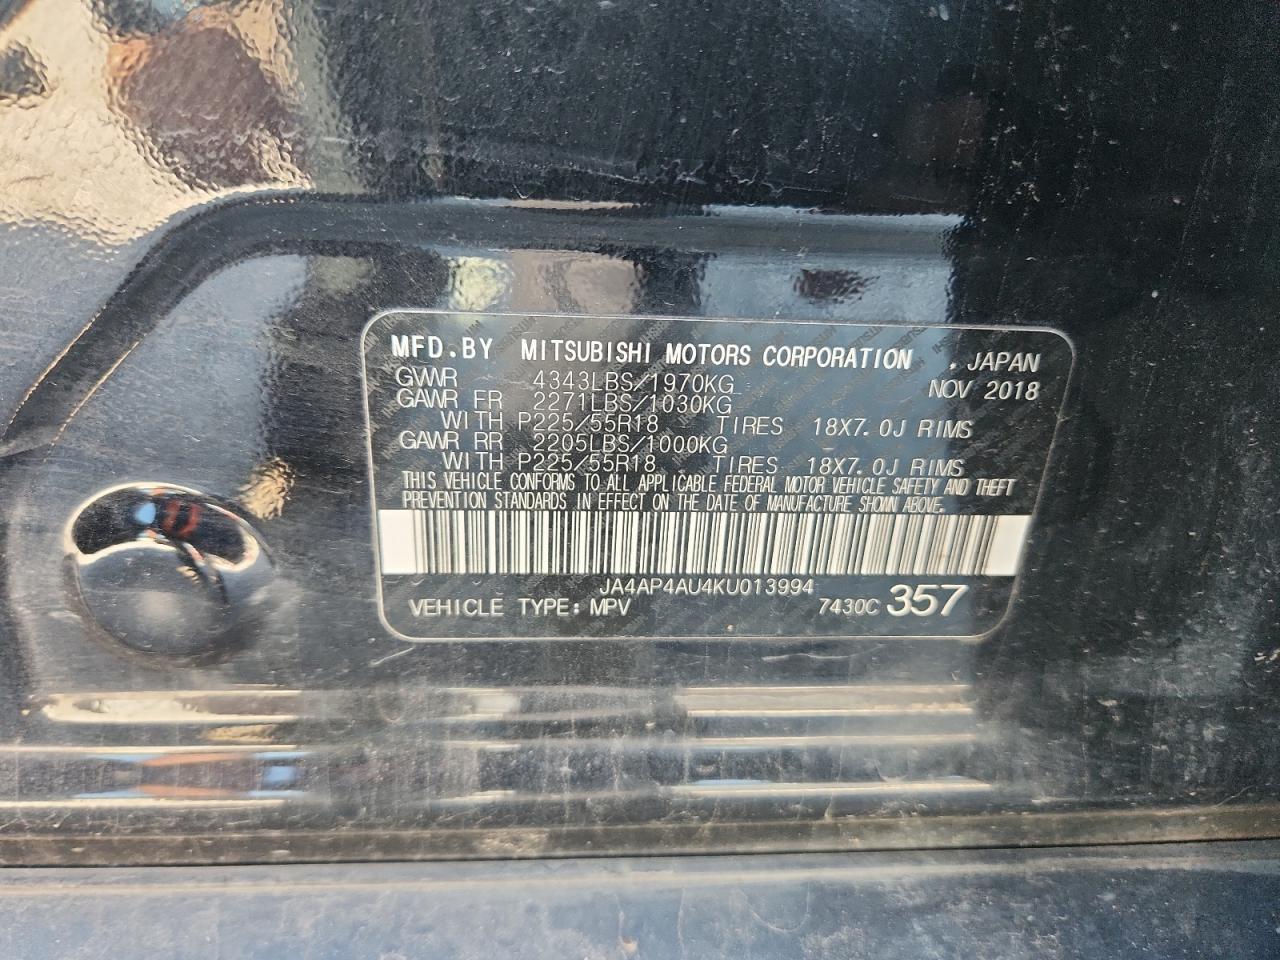 MFD.BY MITSUBISHI MOTORS CORPORATION , JAPAN
GVWR 4343LBS/1970KG NOV 2018
GAWR FR 2271LBS/1030KG
WITH P225/55R18 TIRES 18X7.0J RIMS
GAWR RR 2205LBS/1000KG
WITH P225/55R18 TIRES 18X7.0J RIMS
THIS VEHICLE CONFORMS TO ALL APPLICABLE FEDERAL MOTOR VEHICLE SAFETY AND THEFT
PREVENTION STANDARDS IN EFFECT ON THE DATE OF MANUFACTURE SHOWN ABOVE.
JA4AP4AU4KU013994
VEHICLE TYPE: MPV 7430C 357